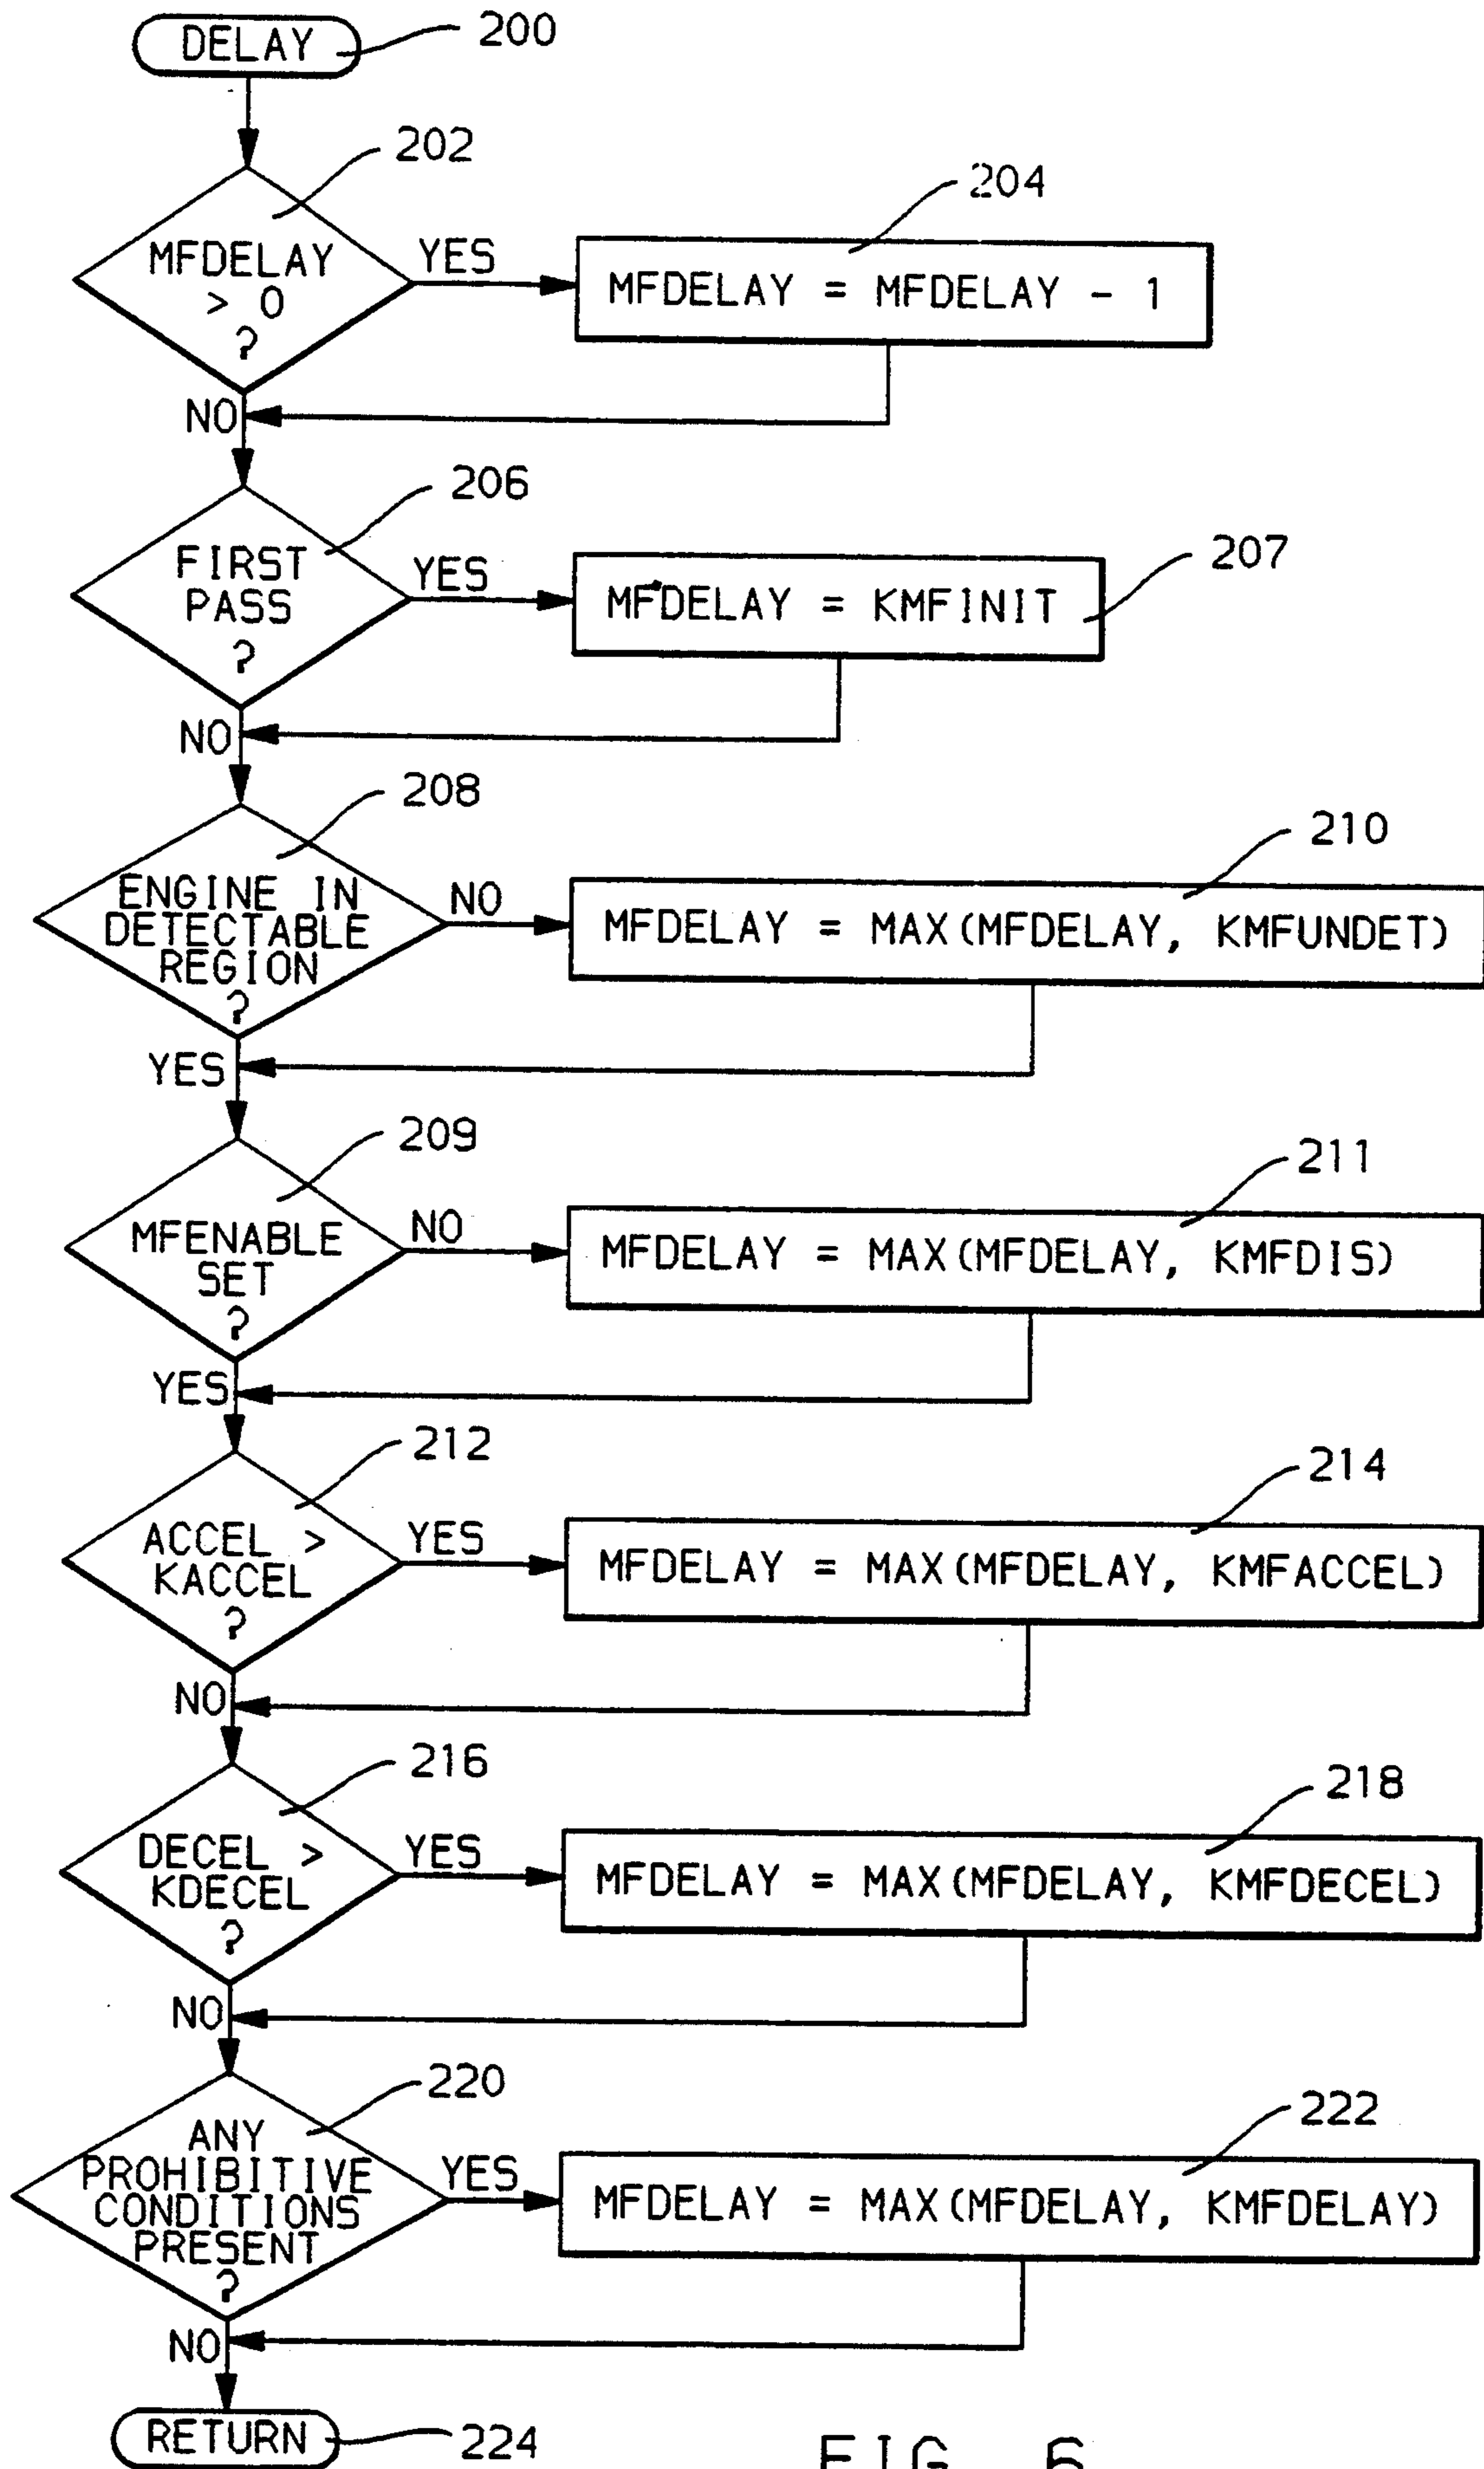 DELAY
200
202
MFDELAY
> 0
?
YES
204
MFDELAY = MFDELAY - 1
NO
206
FIRST
PASS
?
YES
207
MFDELAY = KMFINIT
NO
208
ENGINE IN
DETECTABLE
REGION
?
NO
210
MFDELAY = MAX(MFDELAY, KMFUNDET)
YES
209
MFENABLE
SET
?
NO
211
MFDELAY = MAX(MFDELAY, KMFDIS)
YES
212
ACCEL >
KACCEL
?
YES
214
MFDELAY = MAX(MFDELAY, KMFACCEL)
NO
216
DECEL >
KDECEL
?
YES
218
MFDELAY = MAX(MFDELAY, KMFDECEL)
NO
220
ANY
PROHIBITIVE
CONDITIONS
PRESENT
?
YES
222
MFDELAY = MAX(MFDELAY, KMFDELAY)
NO
RETURN
224
FIG